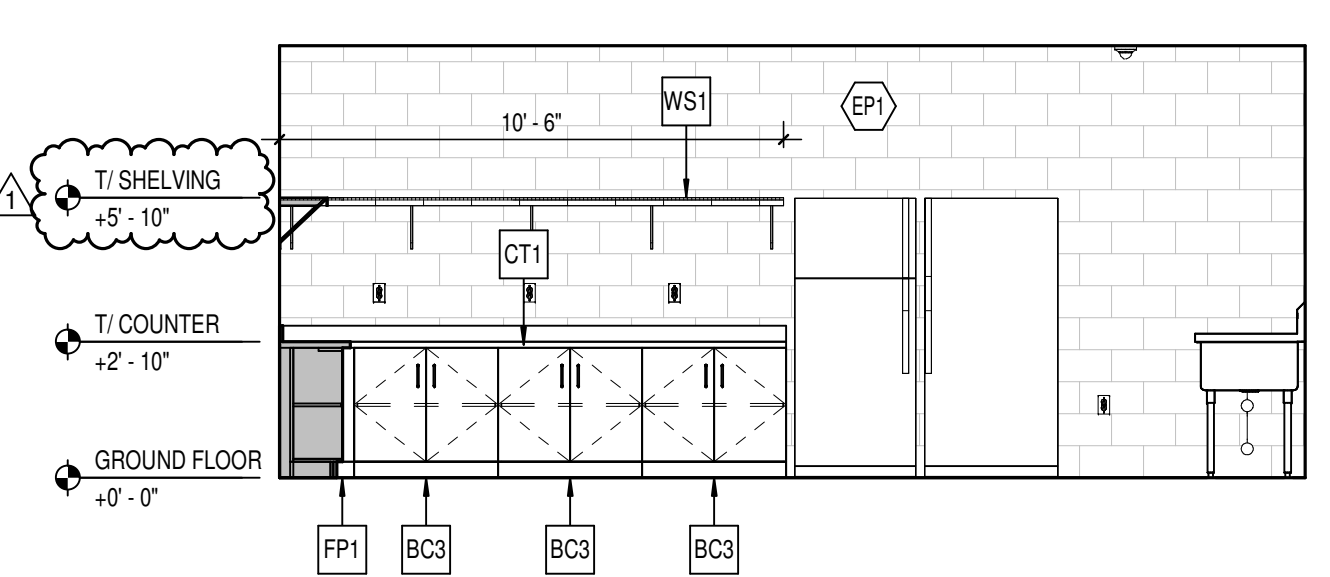 WS1
EP1
10' - 6"
T/ SHELVING
1
+5' - 10"
CT1
T/ COUNTER
+2' - 10"
GROUND FLOOR
+0' - 0"
FP1
BC3
BC3
BC3